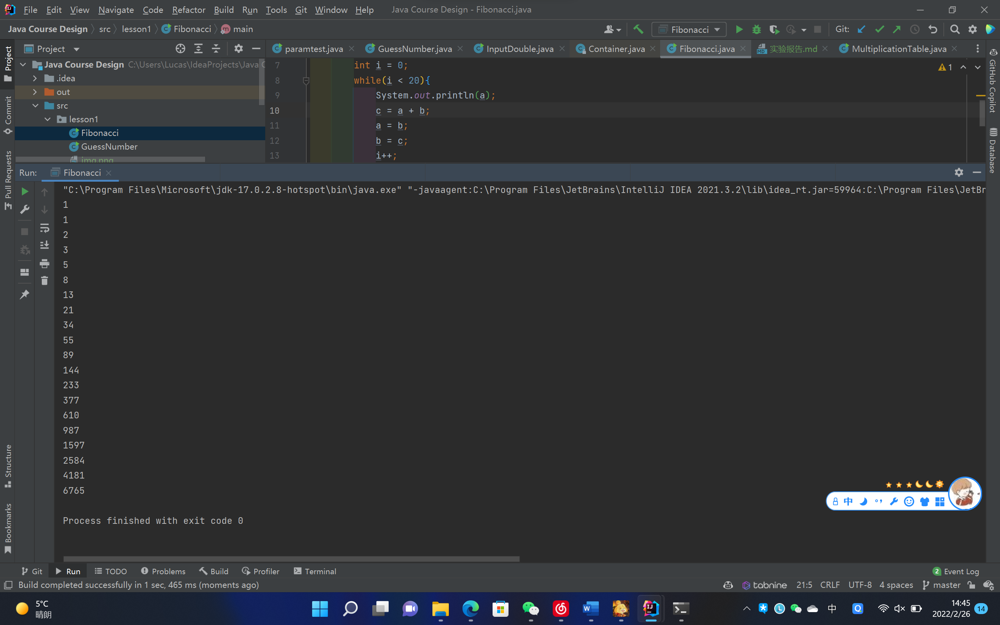 File Edit View Navigate Code Refactor Build Run Tools Git Window Help Java Course Design - Fibonacci.java
Java Course Design src lesson1 Fibonacci main
Fibonacci Git:
Project
paramtest.java GuessNumber.java InputDouble.java Container.java Fibonacci.java 实验报告.md MultiplicationTable.java
Java Course Design C:\Users\Lucas\IdeaProjects\Java
.idea
out
src
lesson1
Fibonacci
GuessNumber
img.png
7 int i = 0;
8 while(i < 20){
9 System.out.println(a);
10 c = a + b;
11 a = b;
12 b = c;
13 i++;
1
Project
Commit
Pull Requests
Structure
Bookmarks
GitHub Copilot
Database
Run: Fibonacci
"C:\Program Files\Microsoft\jdk-17.0.2.8-hotspot\bin\java.exe" "-javaagent:C:\Program Files\JetBrains\IntelliJ IDEA 2021.3.2\lib\idea_rt.jar=59964:C:\Program Files\JetBr
1
1
2
3
5
8
13
21
34
55
89
144
233
377
610
987
1597
2584
4181
6765
Process finished with exit code 0
中
Git Run TODO Problems Build Profiler Terminal 2 Event Log
Build completed successfully in 1 sec, 465 ms (moments ago) tabnine 21:5 CRLF UTF-8 4 spaces master
5°C
晴朗
中
14:45
2022/2/26
14